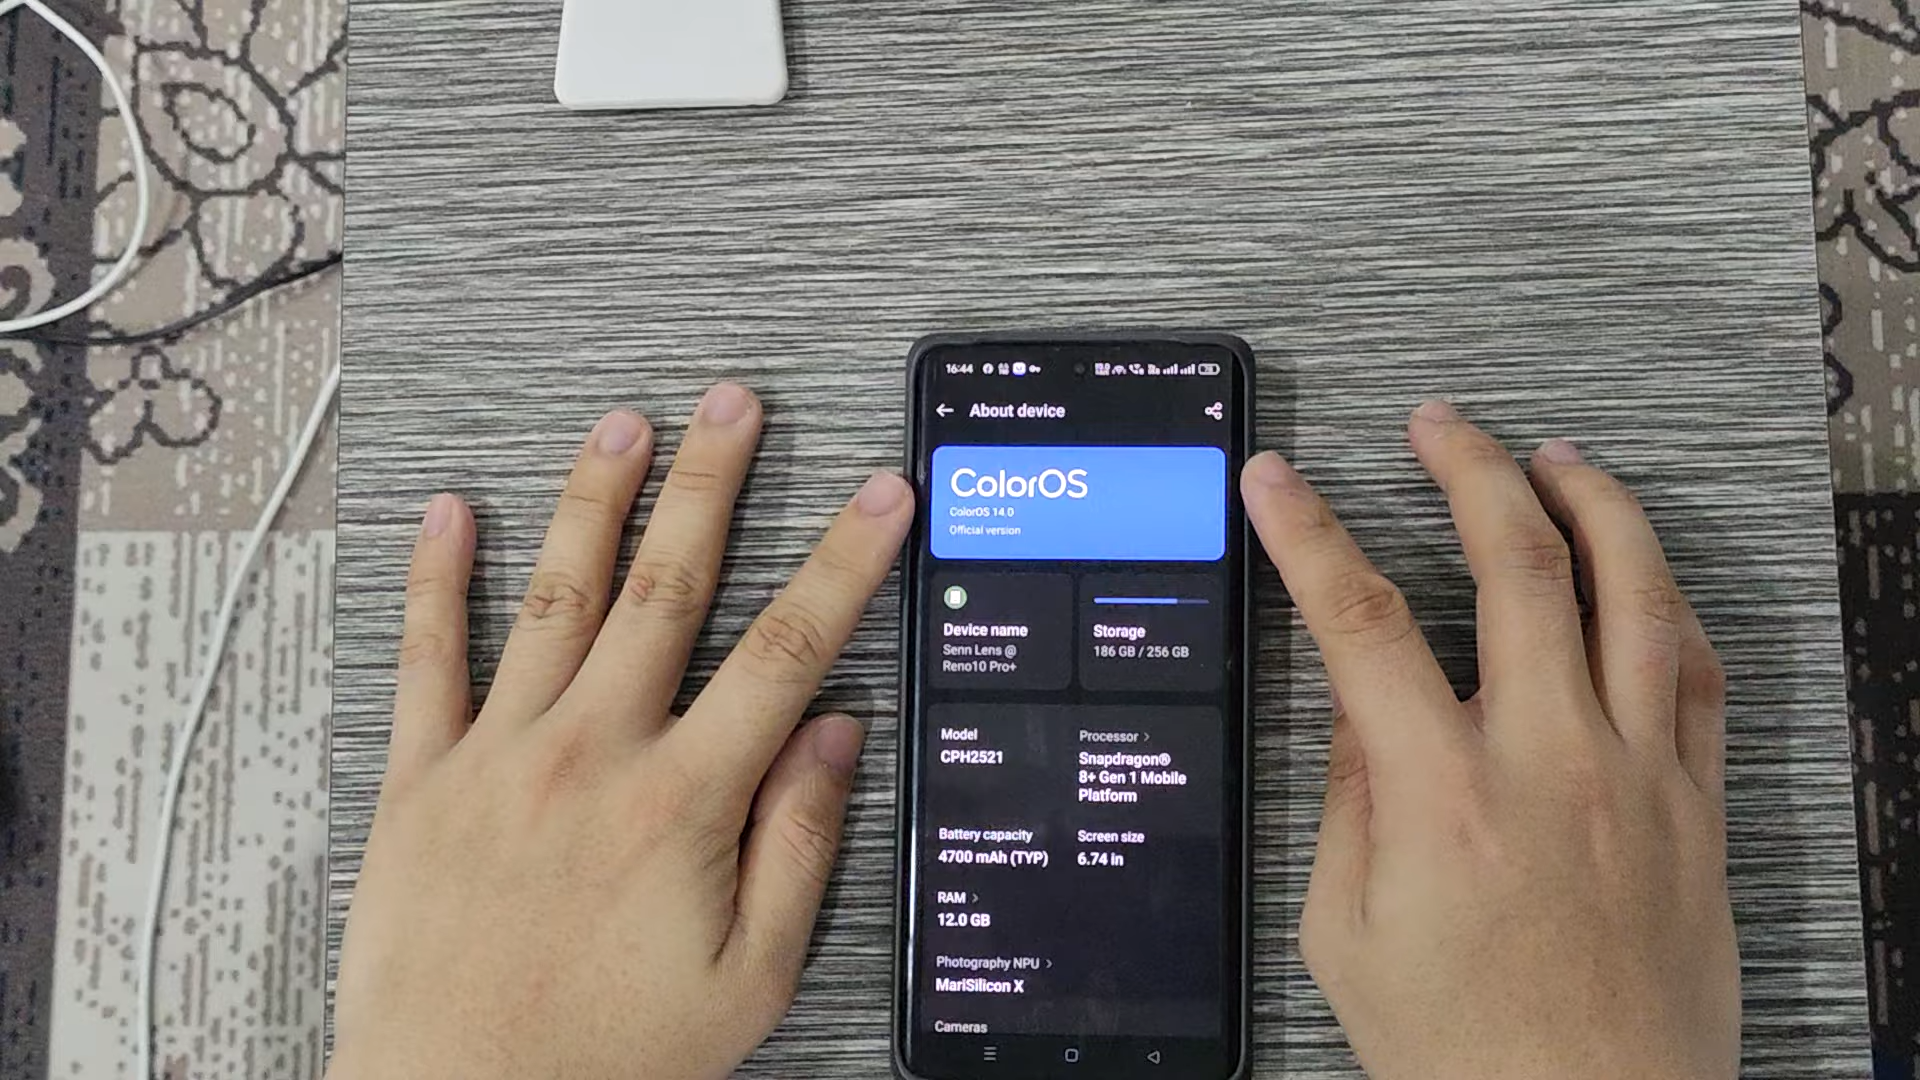 16:44
About device
ColorOS
ColorOS 14.0
Official version
Device name
Senn Lens @
Reno10 Pro+
Storage
186 GB / 256 GB
Model
CPH2521
Processor >
Snapdragon®
8+ Gen 1 Mobile
Platform
Battery capacity
4700 mAh (TYP)
Screen size
6.74 in
RAM >
12.0 GB
Photography NPU >
MariSilicon X
Cameras